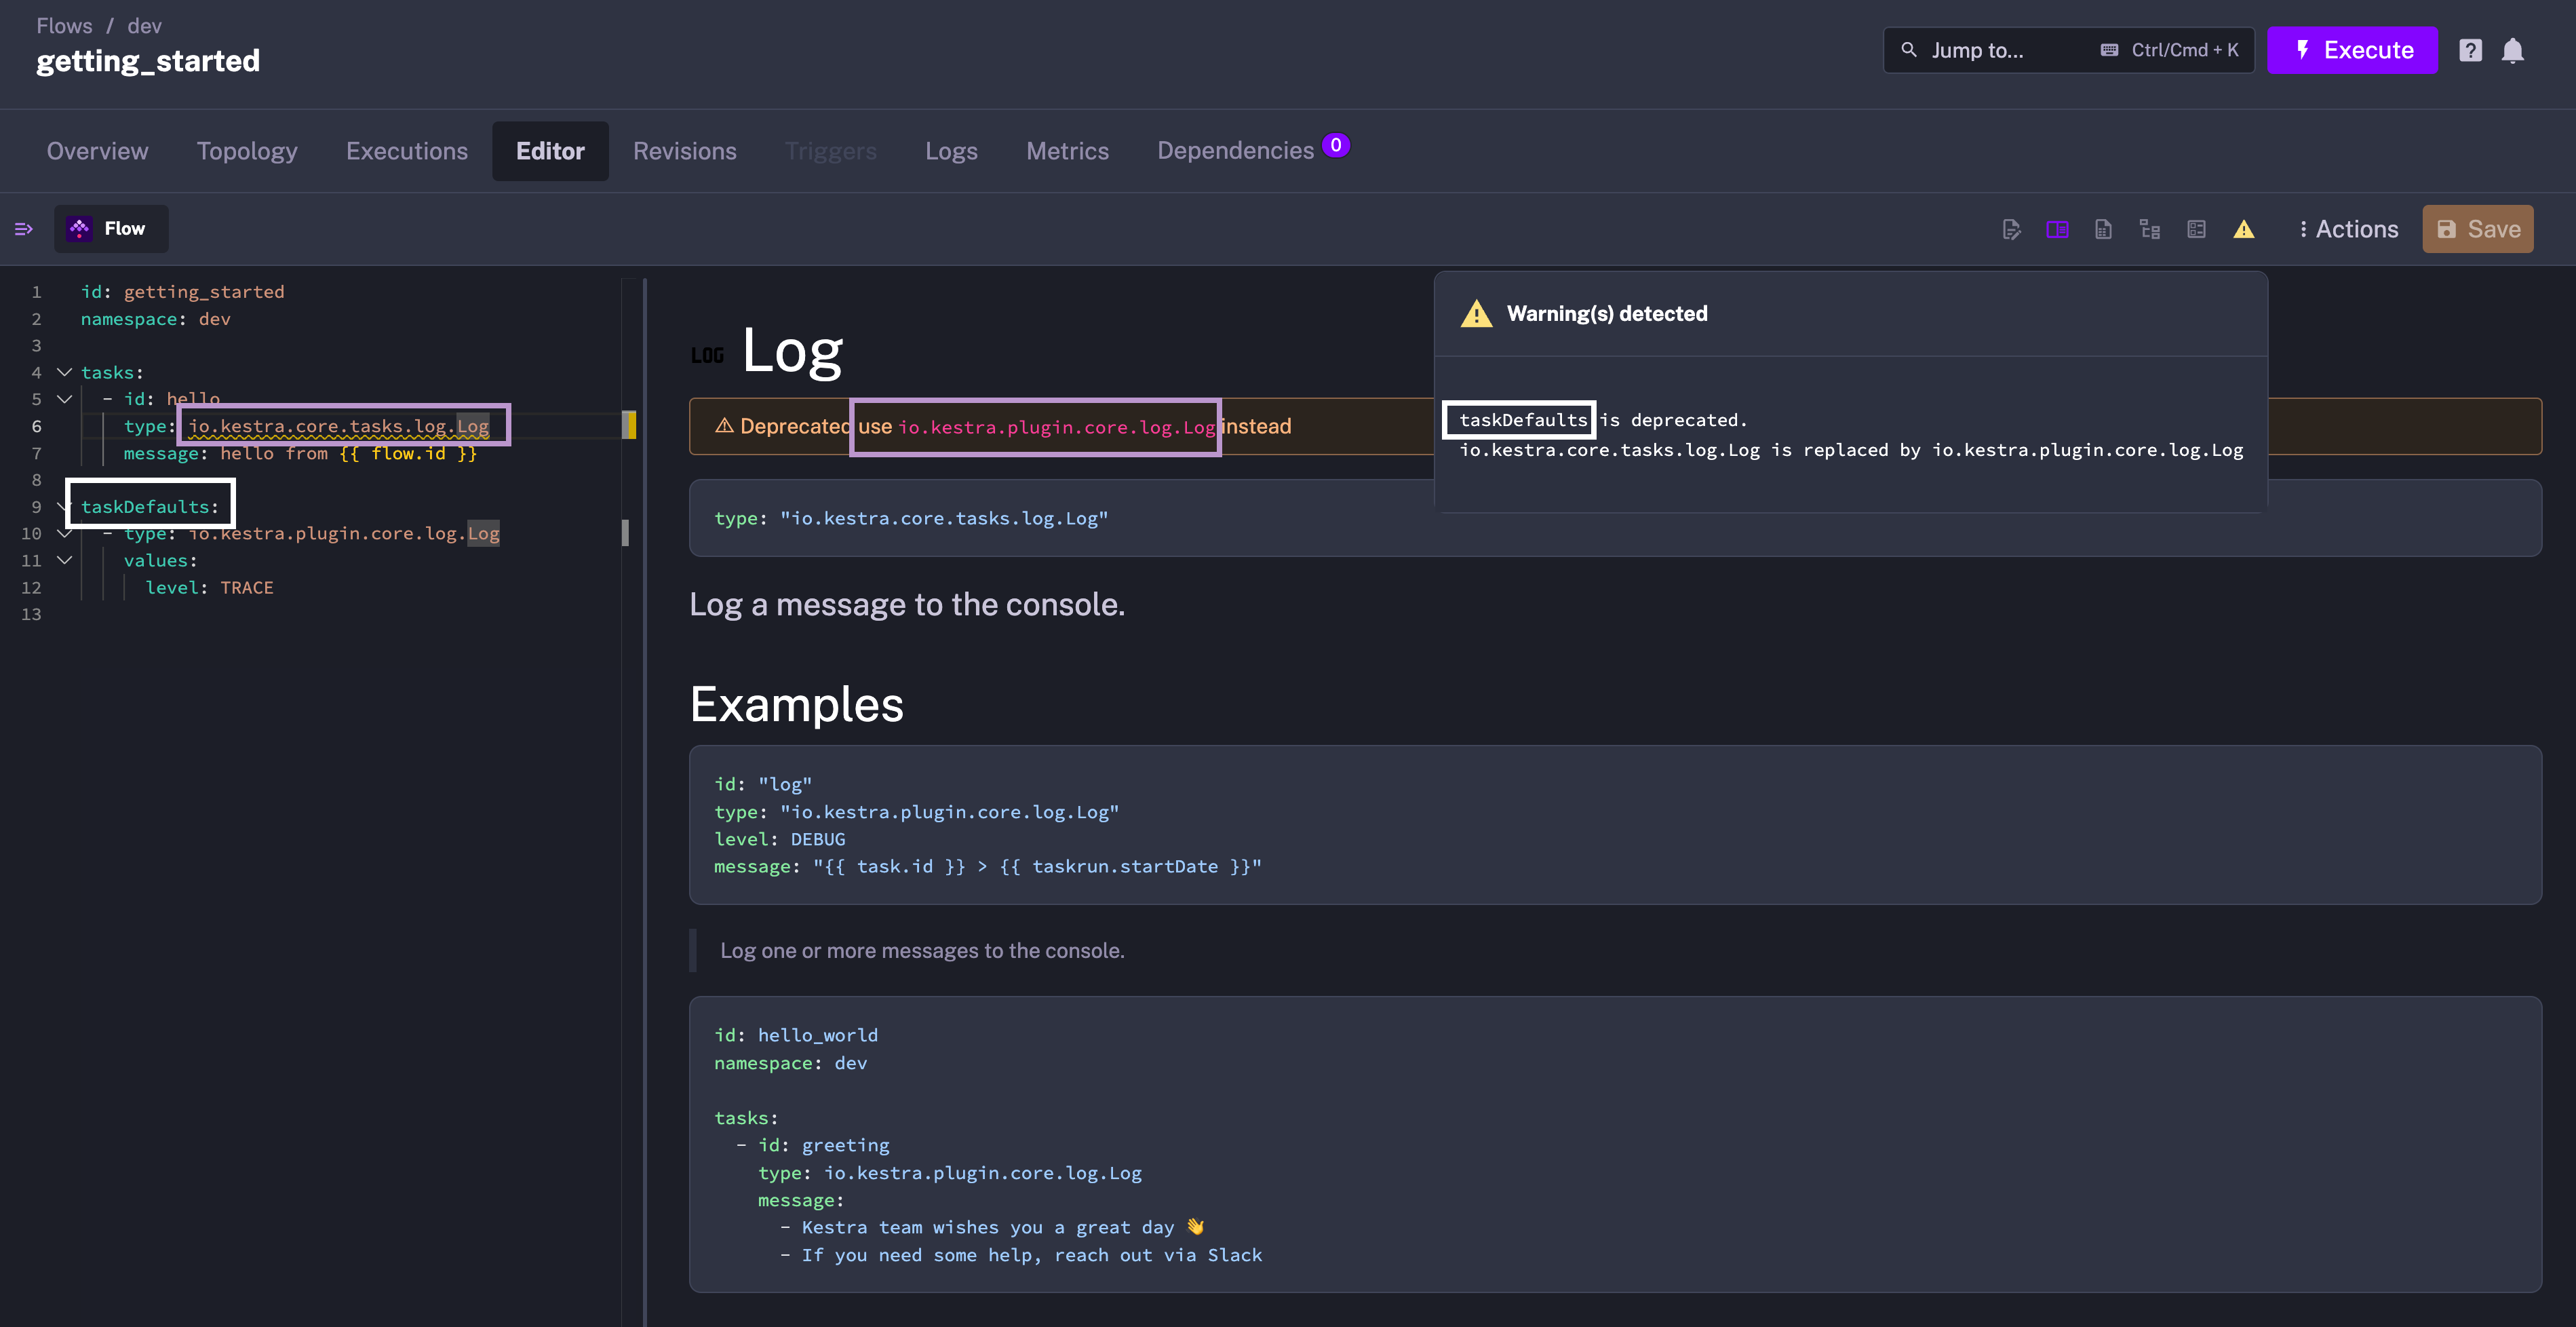 Flows / dev
getting_started
Jump to... Ctrl/Cmd + K
Execute
Overview Topology Executions Editor Revisions Triggers Logs Metrics Dependencies 0
Flow
Actions
Save
1 id: getting_started
2 namespace: dev
3
4 tasks:
5 - id: hello
6 type: io.kestra.core.tasks.log.Log
7 message: hello from {{ flow.id }}
8
9 taskDefaults:
10 - type: io.kestra.plugin.core.log.Log
11 values:
12 level: TRACE
13
LOG Log
Deprecated use io.kestra.plugin.core.log.Log instead
type: "io.kestra.core.tasks.log.Log"
Warning(s) detected
taskDefaults is deprecated.
io.kestra.core.tasks.log.Log is replaced by io.kestra.plugin.core.log.Log
Log a message to the console.
Examples
id: "log"
type: "io.kestra.plugin.core.log.Log"
level: DEBUG
message: "{{ task.id }} > {{ taskrun.startDate }}"
Log one or more messages to the console.
id: hello_world
namespace: dev
tasks:
- id: greeting
type: io.kestra.plugin.core.log.Log
message:
- Kestra team wishes you a great day 👋
- If you need some help, reach out via Slack